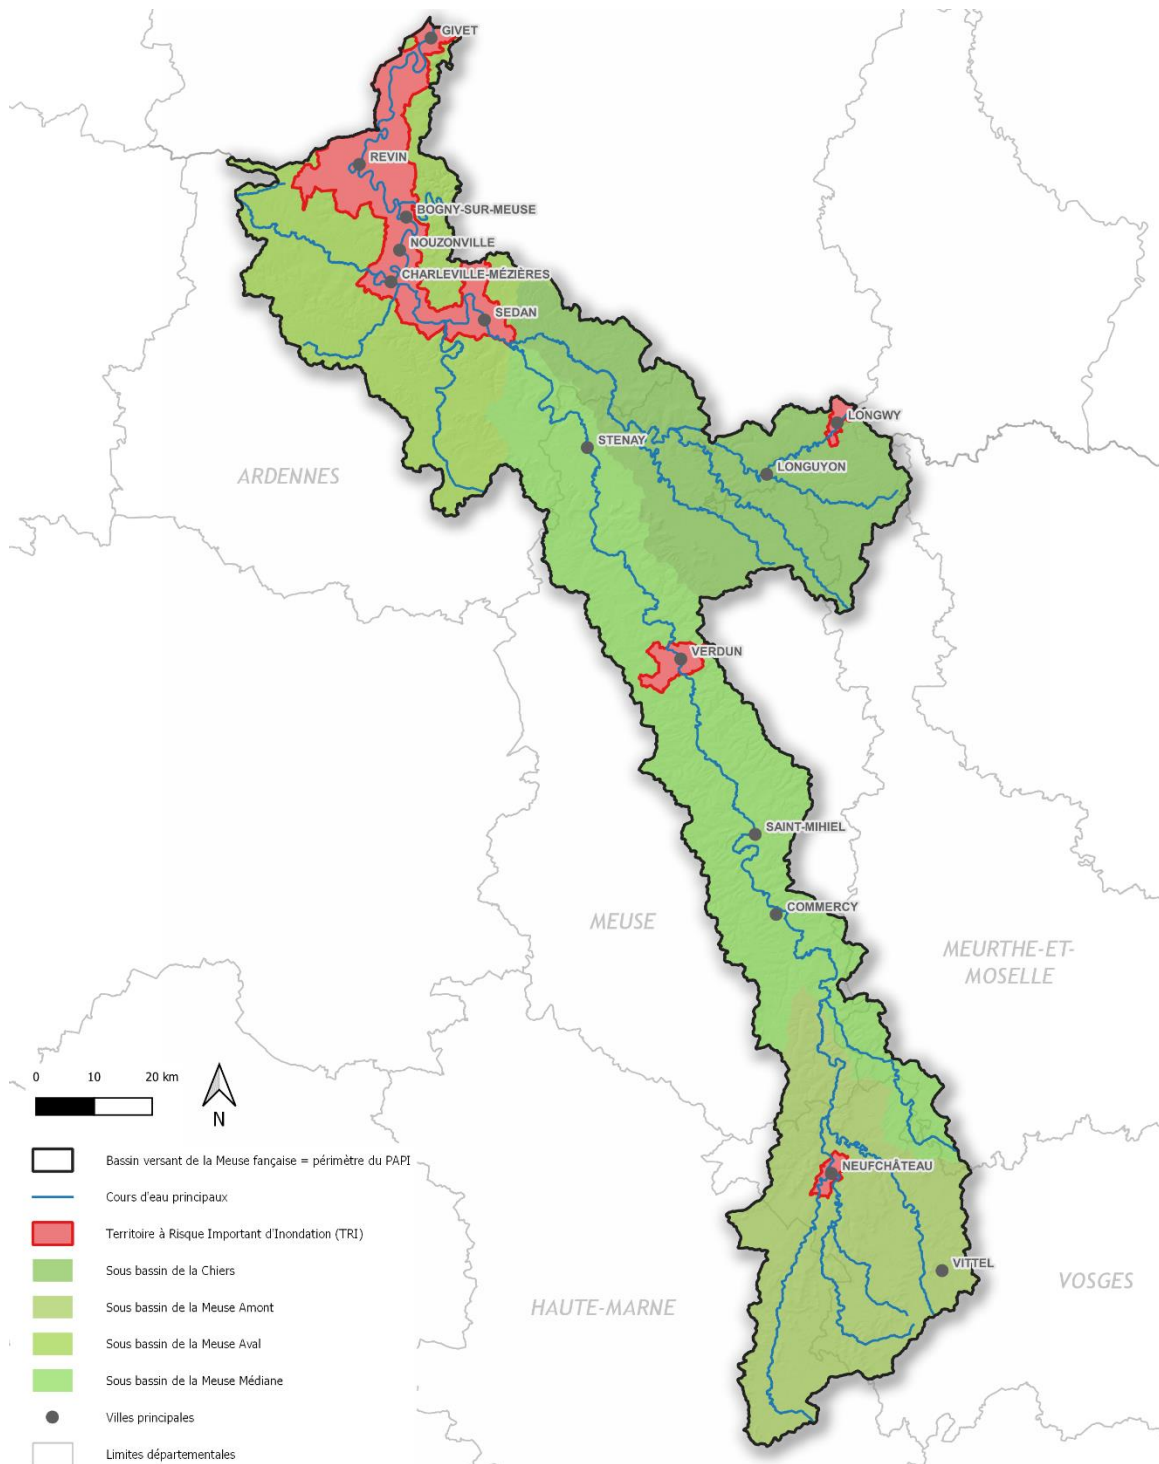 GIVET
REVIN
BOGNY-SUR-MEUSE
NOUZONVILLE
CHARLEVILLE-MÉZIÈRES
SEDAN
LONGWY
STENAY
LONGUYON
ARDENNES
VERDUN
SAINT-MIHIEL
COMMERCY
MEUSE
MEURTHE-ET-
MOSELLE
0 10 20 km
N
NEUFCHÂTEAU
VITTEL
VOSGES
HAUTE-MARNE
Bassin versant de la Meuse fançaise = périmètre du PAPI
Cours d'eau principaux
Territoire à Risque Important d'Inondation (TRI)
Sous bassin de la Chiers
Sous bassin de la Meuse Amont
Sous bassin de la Meuse Aval
Sous bassin de la Meuse Médiane
Villes principales
Limites départementales